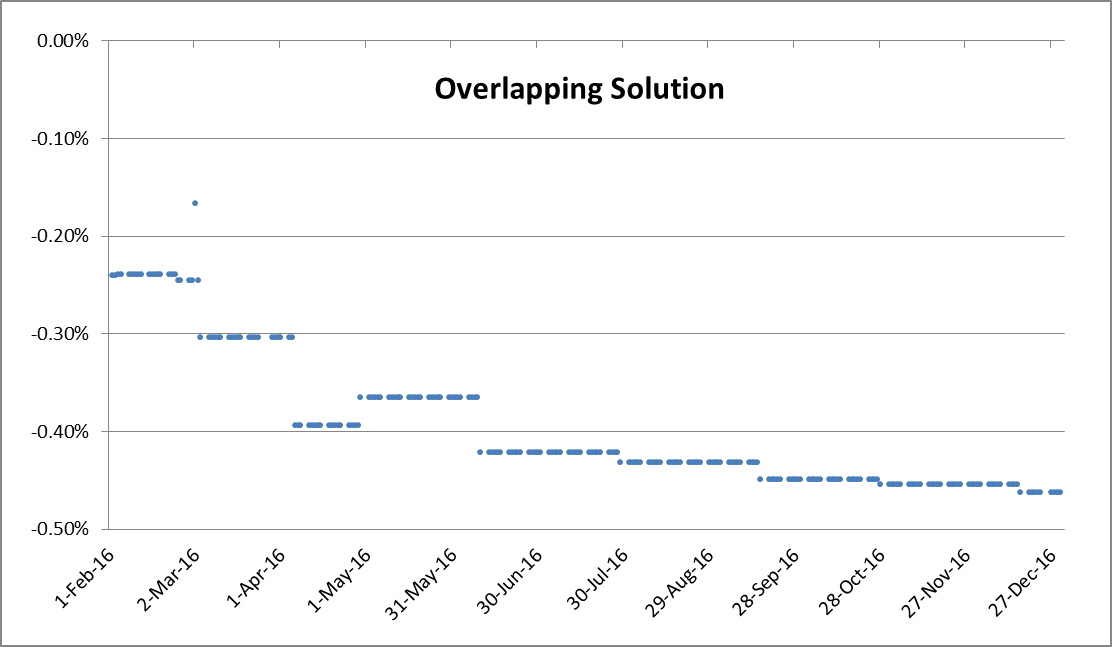 Overlapping Solution
0.00%
-0.10%
-0.20%
-0.30%
-0.40%
-0.50%
1-Feb-16
2-Mar-16
1-Apr-16
1-May-16
31-May-16
30-Jun-16
30-Jul-16
29-Aug-16
28-Sep-16
28-Oct-16
27-Nov-16
27-Dec-16